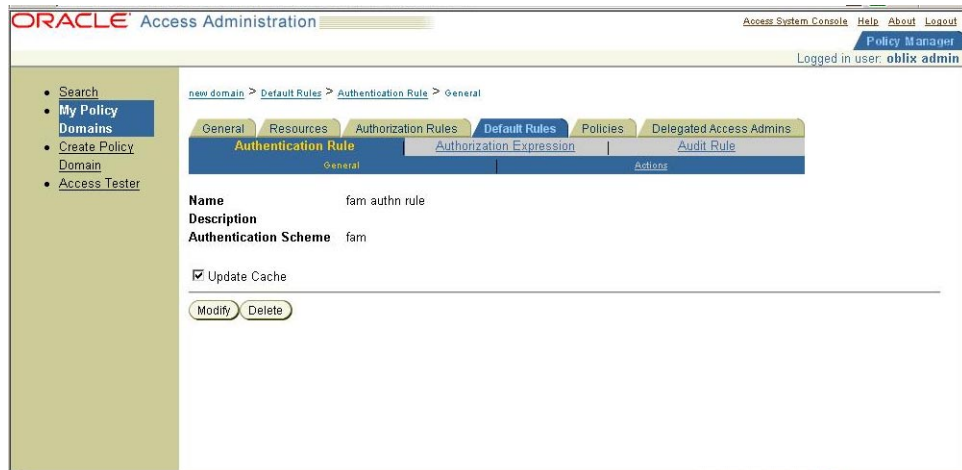 ORACLE Access Administration
Access System Console Help About Logout
Policy Manager
Logged in user: oblix admin
Search
My Policy
Domains
Create Policy
Domain
Access Tester
new domain > Default Rules > Authentication Rule > General
General Resources Authorization Rules Default Rules Policies Delegated Access Admins
Authentication Rule | Authorization Expression | Audit Rule
General | Actions
Name fam authn rule
Description
Authentication Scheme fam
Update Cache
Modify Delete